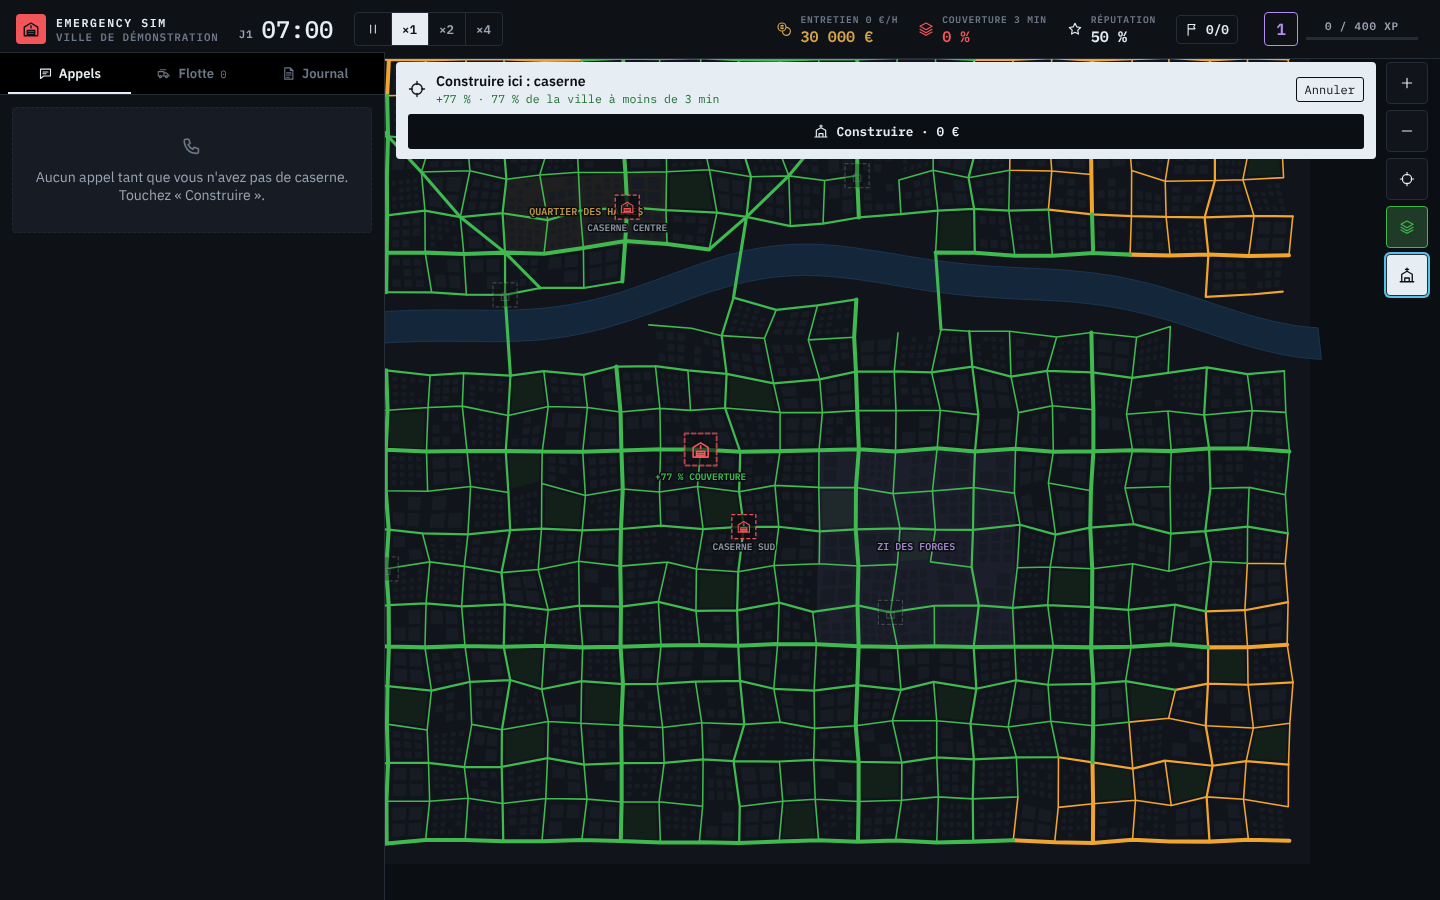 EMERGENCY SIM
VILLE DE DÉMONSTRATION
J1 07:00
×1 ×2 ×4
ENTRETIEN 0 €/H
30 000 €
COUVERTURE 3 MIN
0 %
RÉPUTATION
50 %
0/0
1
0 / 400 XP
Appels
Flotte 0
Journal
Aucun appel tant que vous n'avez pas de caserne.
Touchez « Construire ».
Construire ici : caserne
+77 % · 77 % de la ville à moins de 3 min
Annuler
Construire · 0 €
QUARTIER DES
CASERNE CENTRE
+77 % COUVERTURE
CASERNE SUD
ZI DES FORGES